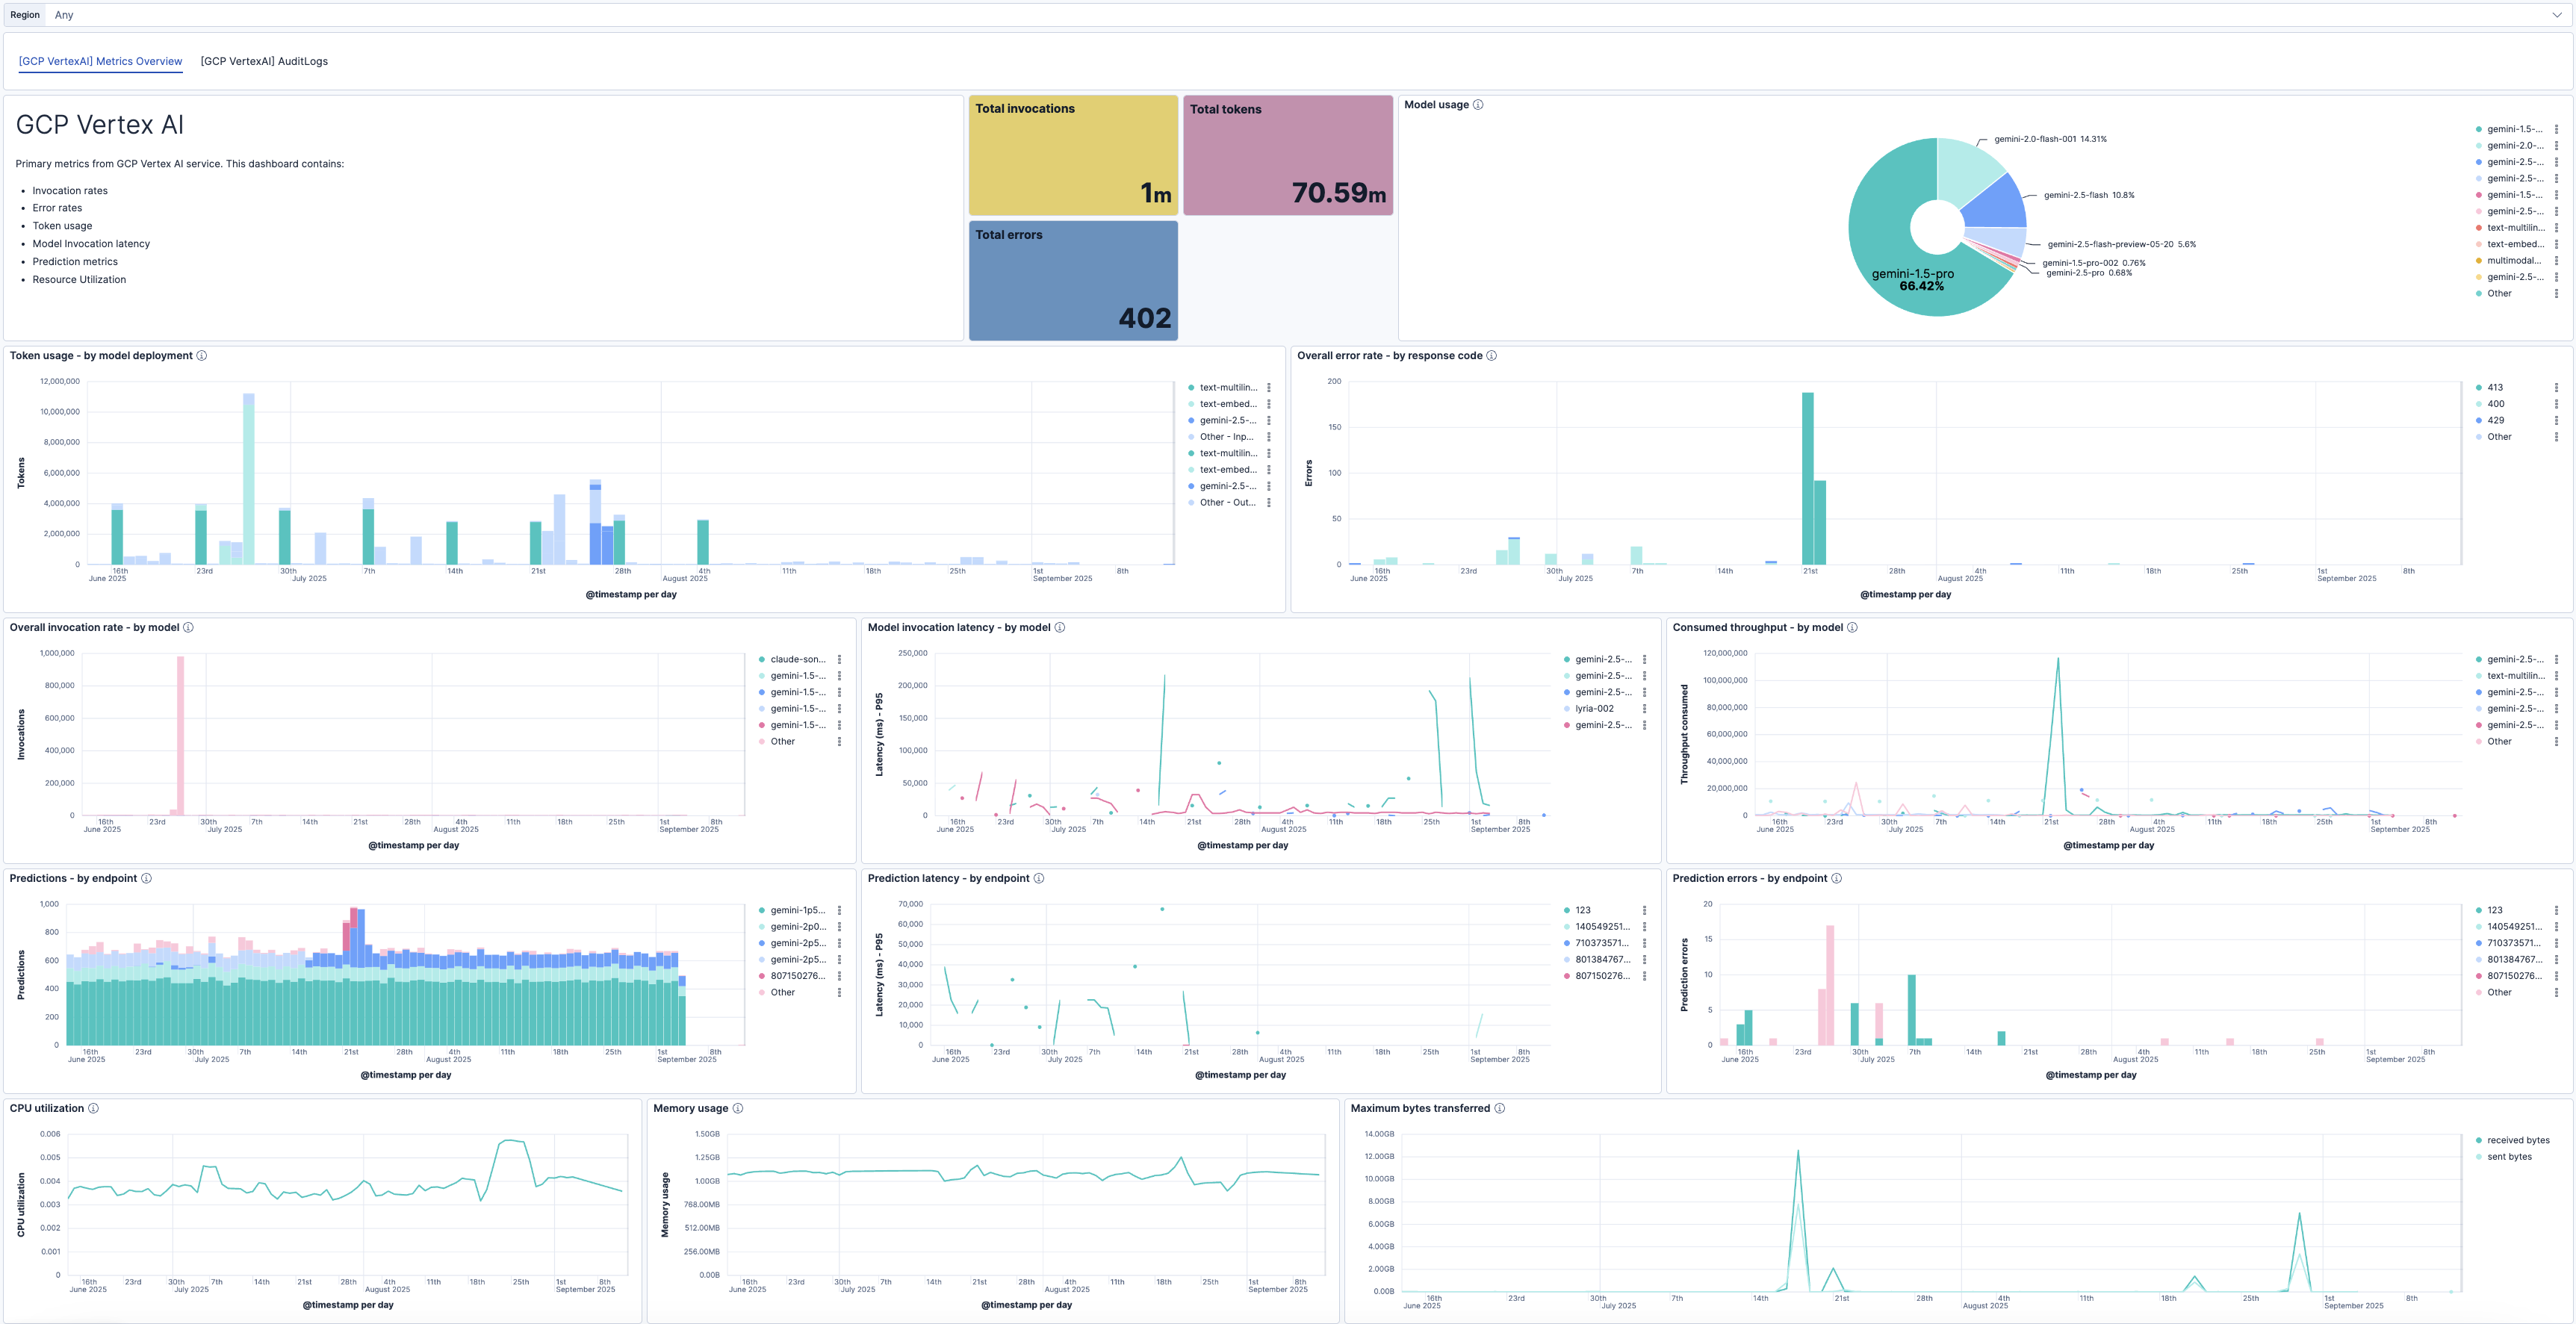 Region Any
[GCP VertexAI] Metrics Overview [GCP VertexAI] AuditLogs
GCP Vertex AI
Primary metrics from GCP Vertex AI service. This dashboard contains:
• Invocation rates
• Error rates
• Token usage
• Model Invocation latency
• Prediction metrics
• Resource Utilization
Total invocations
1m
Total tokens
70.59m
Total errors
402
Model usage
gemini-2.0-flash-001 14.31%
gemini-2.5-flash 10.8%
gemini-2.5-flash-preview-05-20 5.6%
gemini-1.5-pro-002 0.76%
gemini-2.5-pro 0.68%
gemini-1.5-pro
66.42%
gemini-1.5-...
gemini-2.0-...
gemini-2.5-...
gemini-2.5-...
gemini-1.5-...
gemini-2.5-...
text-multilin...
text-embed...
multimodal...
gemini-2.5-...
Other
Token usage - by model deployment
Tokens
12,000,000
10,000,000
8,000,000
6,000,000
4,000,000
2,000,000
0
16th 23rd 30th 7th 14th 21st 28th 4th 11th 18th 25th 1st 8th
June 2025 July 2025 August 2025 September 2025
@timestamp per day
text-multilin...
text-embed...
gemini-2.5-...
Other - Inp...
text-multilin...
text-embed...
gemini-2.5-...
Other - Out...
Overall error rate - by response code
Errors
200
150
100
50
0
16th 23rd 30th 7th 14th 21st 28th 4th 11th 18th 25th 1st 8th
June 2025 July 2025 August 2025 September 2025
@timestamp per day
413
400
429
Other
Overall invocation rate - by model
Invocations
1,000,000
800,000
600,000
400,000
200,000
0
16th 23rd 30th 7th 14th 21st 28th 4th 11th 18th 25th 1st 8th
June 2025 July 2025 August 2025 September 2025
@timestamp per day
claude-son...
gemini-1.5-...
gemini-1.5-...
gemini-1.5-...
gemini-1.5-...
Other
Model invocation latency - by model
Latency (ms) - P95
250,000
200,000
150,000
100,000
50,000
0
16th 23rd 30th 7th 14th 21st 28th 4th 11th 18th 25th 1st 8th
June 2025 July 2025 August 2025 September 2025
@timestamp per day
gemini-2.5-...
gemini-2.5-...
gemini-2.5-...
lyria-002
gemini-2.5-...
Consumed throughput - by model
Throughput consumed
120,000,000
100,000,000
80,000,000
60,000,000
40,000,000
20,000,000
0
16th 23rd 30th 7th 14th 21st 28th 4th 11th 18th 25th 1st 8th
June 2025 July 2025 August 2025 September 2025
@timestamp per day
gemini-2.5-...
text-multilin...
gemini-2.5-...
gemini-2.5-...
gemini-2.5-...
Other
Predictions - by endpoint
Predictions
1,000
800
600
400
200
0
16th 23rd 30th 7th 14th 21st 28th 4th 11th 18th 25th 1st 8th
June 2025 July 2025 August 2025 September 2025
@timestamp per day
gemini-1p5...
gemini-2p0...
gemini-2p5...
gemini-2p5...
807150276...
Other
Prediction latency - by endpoint
Latency (ms) - P95
70,000
60,000
50,000
40,000
30,000
20,000
10,000
0
16th 23rd 30th 7th 14th 21st 28th 4th 11th 18th 25th 1st 8th
June 2025 July 2025 August 2025 September 2025
@timestamp per day
123
140549251...
710373571...
801384767...
807150276...
Prediction errors - by endpoint
Prediction errors
20
15
10
5
0
16th 23rd 30th 7th 14th 21st 28th 4th 11th 18th 25th 1st 8th
June 2025 July 2025 August 2025 September 2025
@timestamp per day
123
140549251...
710373571...
801384767...
807150276...
Other
CPU utilization
CPU utilization
0.006
0.005
0.004
0.003
0.002
0.001
0
16th 23rd 30th 7th 14th 21st 28th 4th 11th 18th 25th 1st 8th
June 2025 July 2025 August 2025 September 2025
@timestamp per day
Memory usage
Memory usage
1.50GB
1.25GB
1.00GB
768.00MB
512.00MB
256.00MB
0.00B
16th 23rd 30th 7th 14th 21st 28th 4th 11th 18th 25th 1st 8th
June 2025 July 2025 August 2025 September 2025
@timestamp per day
Maximum bytes transferred
14.00GB
12.00GB
10.00GB
8.00GB
6.00GB
4.00GB
2.00GB
0.00B
16th 23rd 30th 7th 14th 21st 28th 4th 11th 18th 25th 1st 8th
June 2025 July 2025 August 2025 September 2025
@timestamp per day
received bytes
sent bytes